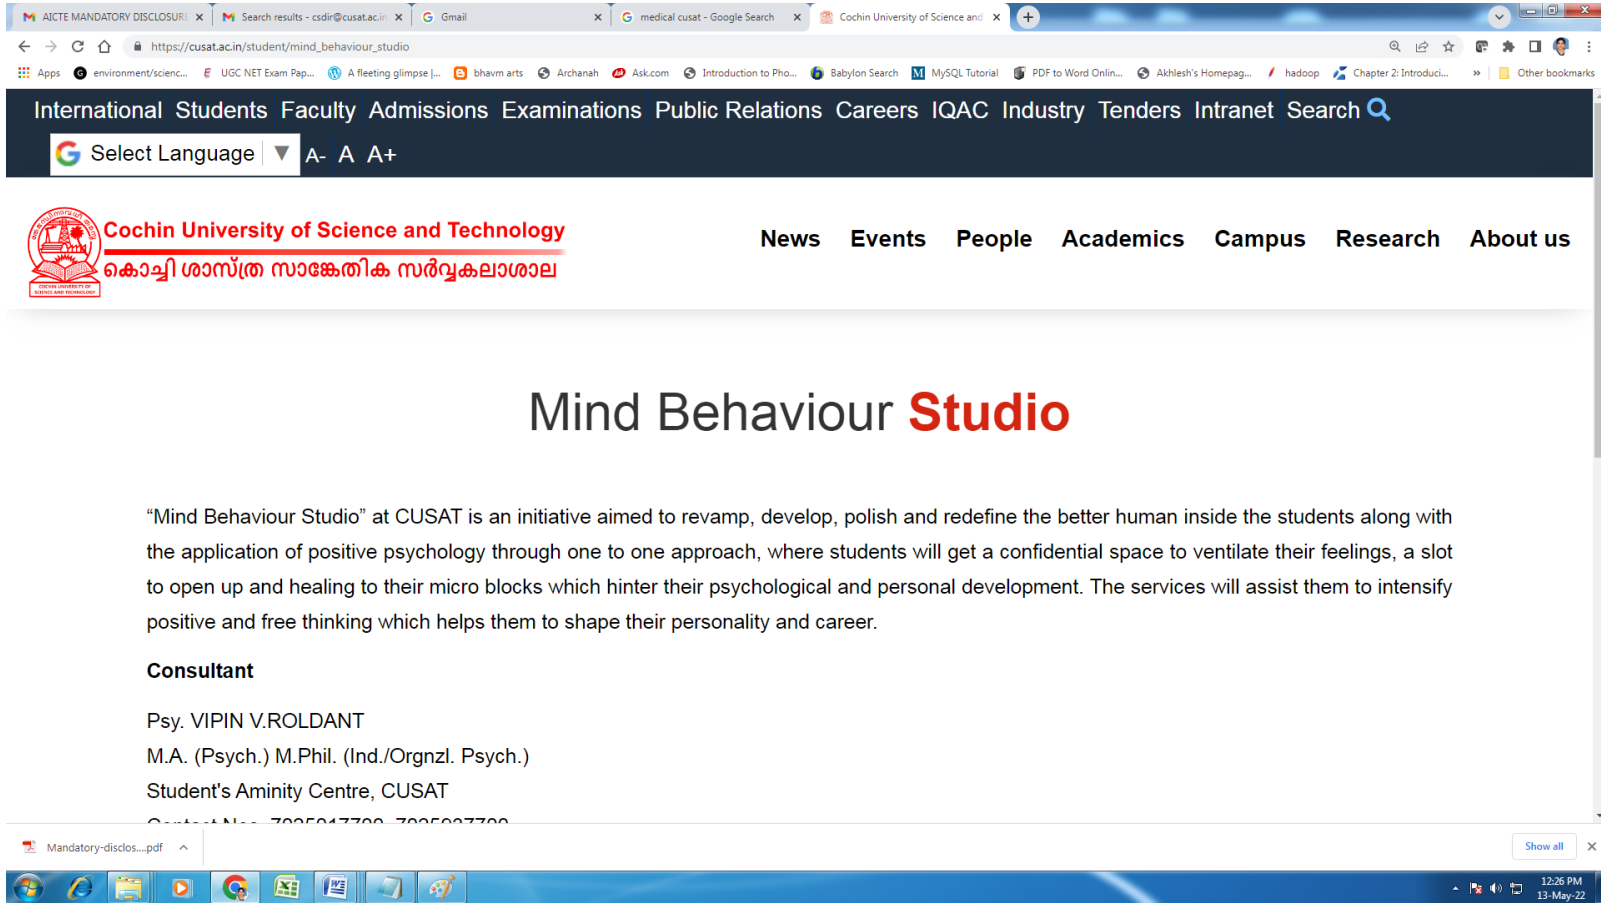 AICTE MANDATORY DISCLOSURE
Search results - csdir@cusat.ac.in
Gmail
medical cusat - Google Search
Cochin University of Science and
https://cusat.ac.in/student/mind_behaviour_studio
Apps environment/scienc... UGC NET Exam Pap... A fleeting glimpse |... bhavm arts Archanah Ask.com Introduction to Pho... Babylon Search MySQL Tutorial PDF to Word Onlin... Akhlesh's Homepag... hadoop Chapter 2: Introduci... » Other bookmarks
International Students Faculty Admissions Examinations Public Relations Careers IQAC Industry Tenders Intranet Search
Select Language ▼ A- A A+
Cochin University of Science and Technology
കൊച്ചി ശാസ്ത്ര സാങ്കേതിക സർവ്വകലാശാല
COCHIN UNIVERSITY OF
SCIENCE AND TECHNOLOGY
News Events People Academics Campus Research About us
Mind Behaviour Studio
“Mind Behaviour Studio” at CUSAT is an initiative aimed to revamp, develop, polish and redefine the better human inside the students along with
the application of positive psychology through one to one approach, where students will get a confidential space to ventilate their feelings, a slot
to open up and healing to their micro blocks which hinter their psychological and personal development. The services will assist them to intensify
positive and free thinking which helps them to shape their personality and career.
Consultant
Psy. VIPIN V.ROLDANT
M.A. (Psych.) M.Phil. (Ind./Orgnzl. Psych.)
Student's Aminity Centre, CUSAT
Mandatory-disclos....pdf
Show all
12:26 PM
13-May-22